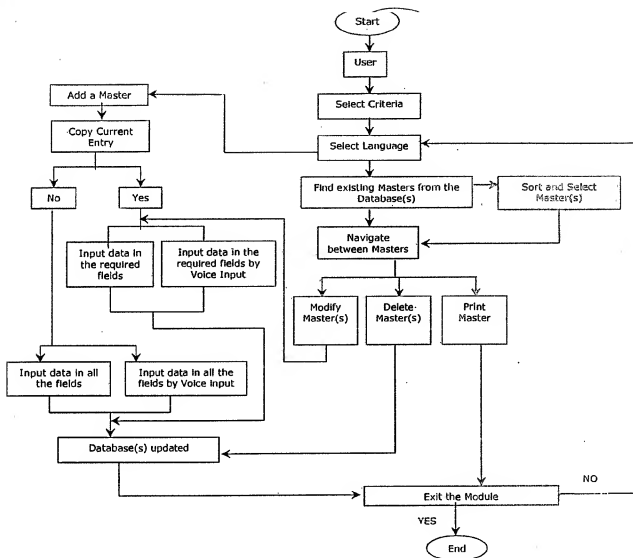 Start
User
Add a Master
Select Criteria
Copy Current
Entry
Select Language
No
Yes
Find existing Masters from the
Database(s)
Sort and Select
Master(s)
Navigate
between Masters
Input data in
the required
fields
Input data in the
required fields by
Voice Input
Modify
Master(s)
Delete
Master(s)
Print
Master
Input data in all
the fields
Input data in all the
fields by Voice Input
Database(s) updated
Exit the Module
NO
YES
End